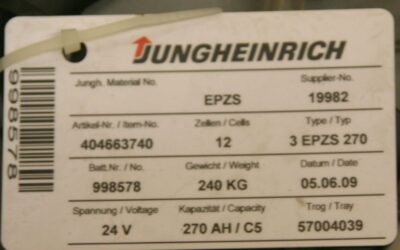 JUNGHEINRICH
998578
Jungh. Material No. Supplier-No.
EPZS 19982
Artikel-Nr. / Item-No. Zellen / Cells Type / Typ
404663740 12 3 EPZS 270
Batt.Nr. / No. Gewicht / Weight Datum / Date
998578 240 KG 05.06.09
Spannung / Voltage Kapazität / Capacity Trog / Tray
24 V 270 AH / C5 57004039